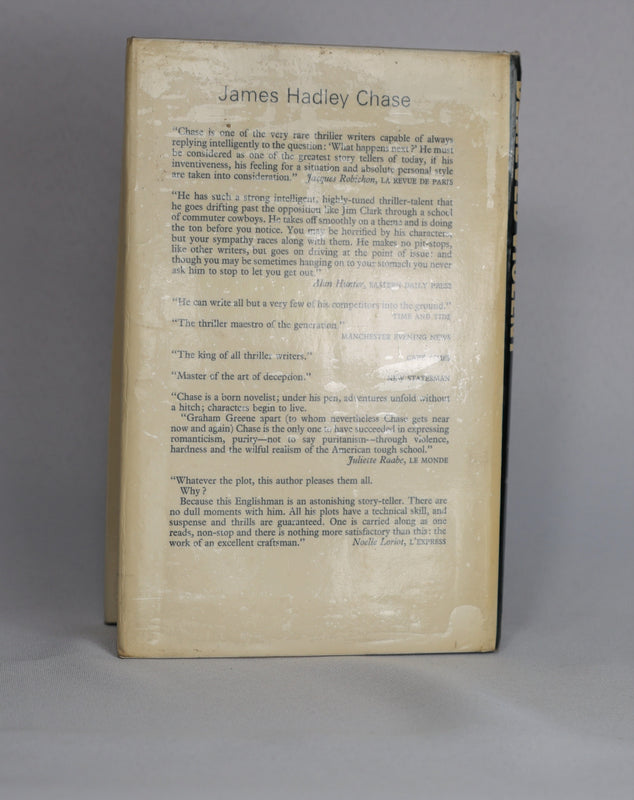 James Hadley Chase
“Chase is one of the very rare thriller writers capable of always
replying intelligently to the question: ‘What happens next?’ He must
be considered as one of the greatest story tellers of today, if his
inventiveness, his feeling for a situation and absolute personal style
are taken into consideration.” Jacques Robichon, LA REVUE DE PARIS
“He has such a strong intelligent, highly-tuned thriller-talent that
he goes drifting past the opposition like Jim Clark through a school
of commuter cowboys. He takes off smoothly on a theme and is doing
the ton before you notice. You may be horrified by his characters
but your sympathy races along with them. He makes no pit-stops,
like other writers, but goes on driving at the point of issue: and
though you may be sometimes hanging on to your stomach you never
ask him to stop to let you get out.”
Alan Hunter, EASTERN DAILY PRESS
“He can write all but a very few of his competitors into the ground.”
TIME AND TIDE
“The thriller maestro of the generation”
MANCHESTER EVENING NEWS
“The king of all thriller writers.”
“Master of the art of deception.” NEW STATESMAN
“Chase is a born novelist; under his pen, adventures unfold without
a hitch; characters begin to live.
“Graham Greene apart (to whom nevertheless Chase gets near
now and again) Chase is the only one to have succeeded in expressing
romanticism, purity—not to say puritanism—through violence,
hardness and the wilful realism of the American tough school.”
Juliette Raabe, LE MONDE
“Whatever the plot, this author pleases them all.
Why?
Because this Englishman is an astonishing story-teller. There are
no dull moments with him. All his plots have a technical skill, and
suspense and thrills are guaranteed. One is carried along as one
reads, non-stop and there is nothing more satisfactory than this: the
work of an excellent craftsman.” Noelle Loriot, L’EXPRESS